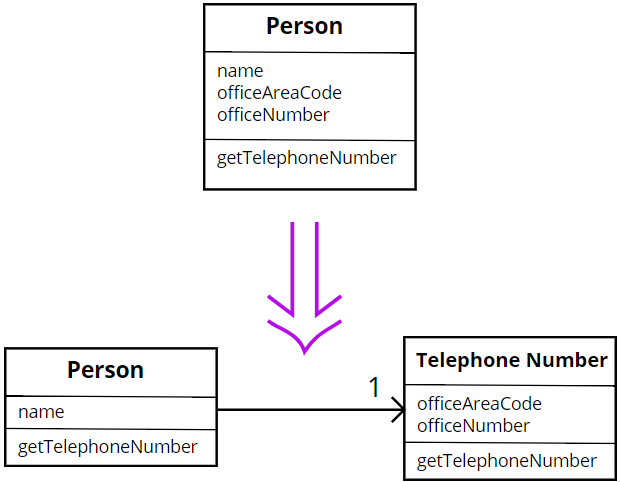 Person
name
officeAreaCode
officeNumber
getTelephoneNumber
Person
name
getTelephoneNumber
1
Telephone Number
officeAreaCode
officeNumber
getTelephoneNumber